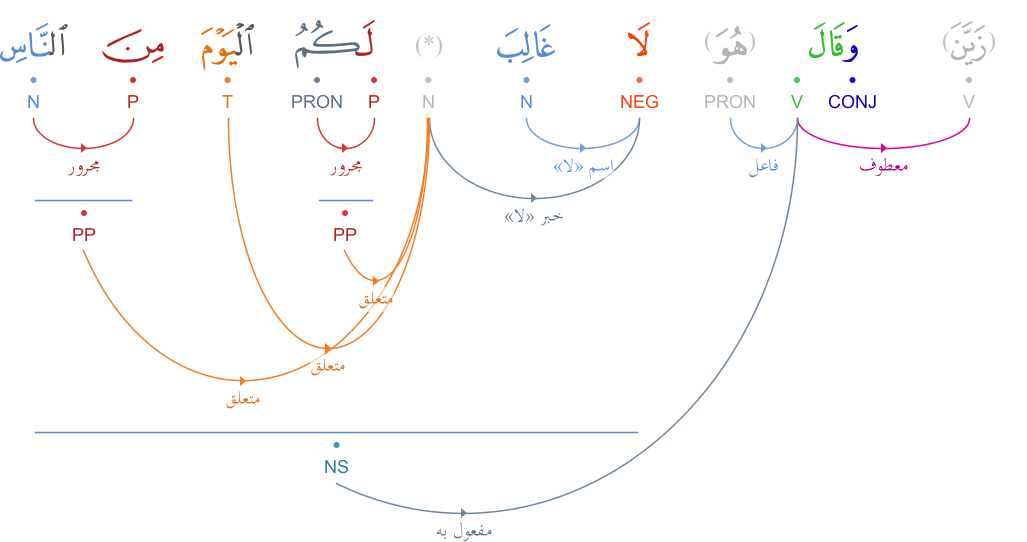 (زَيَّنَ) وَقَالَ (هُوَ) لَا غَالِبَ (*) لَكُمُ ٱلْيَوْمَ مِنَ ٱلنَّاسِ
V CONJ V PRON NEG N N P PRON T P N
معطوف فاعل اسم «لا» مجرور مجرور
خبر «لا»
PP PP
متعلق
متعلق
متعلق
NS
مفعول به